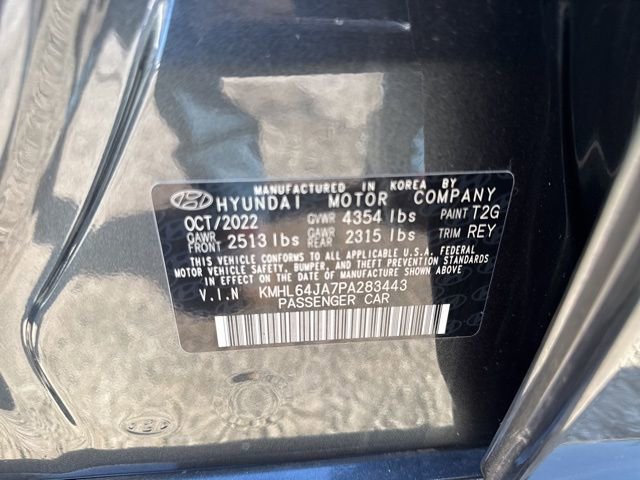 MANUFACTURED IN KOREA BY
HYUNDAI MOTOR COMPANY
OCT/2022 GVWR 4354 lbs PAINT T2G
GAWR FRONT 2513 lbs GAWR REAR 2315 lbs TRIM REY
THIS VEHICLE CONFORMS TO ALL APPLICABLE U.S.A. FEDERAL
MOTOR VEHICLE SAFETY, BUMPER, AND THEFT PREVENTION STANDARDS
IN EFFECT ON THE DATE OF MANUFACTURE SHOWN ABOVE.
V.I.N KMHL64JA7PA283443
PASSENGER CAR